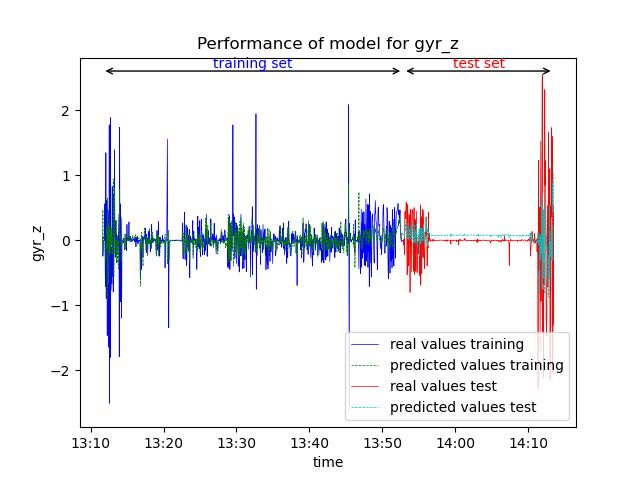 Performance of model for gyr_z
training set
test set
2
1
0
−1
−2
gyr_z
real values training
predicted values training
real values test
predicted values test
13:10
13:20
13:30
13:40
13:50
14:00
14:10
time